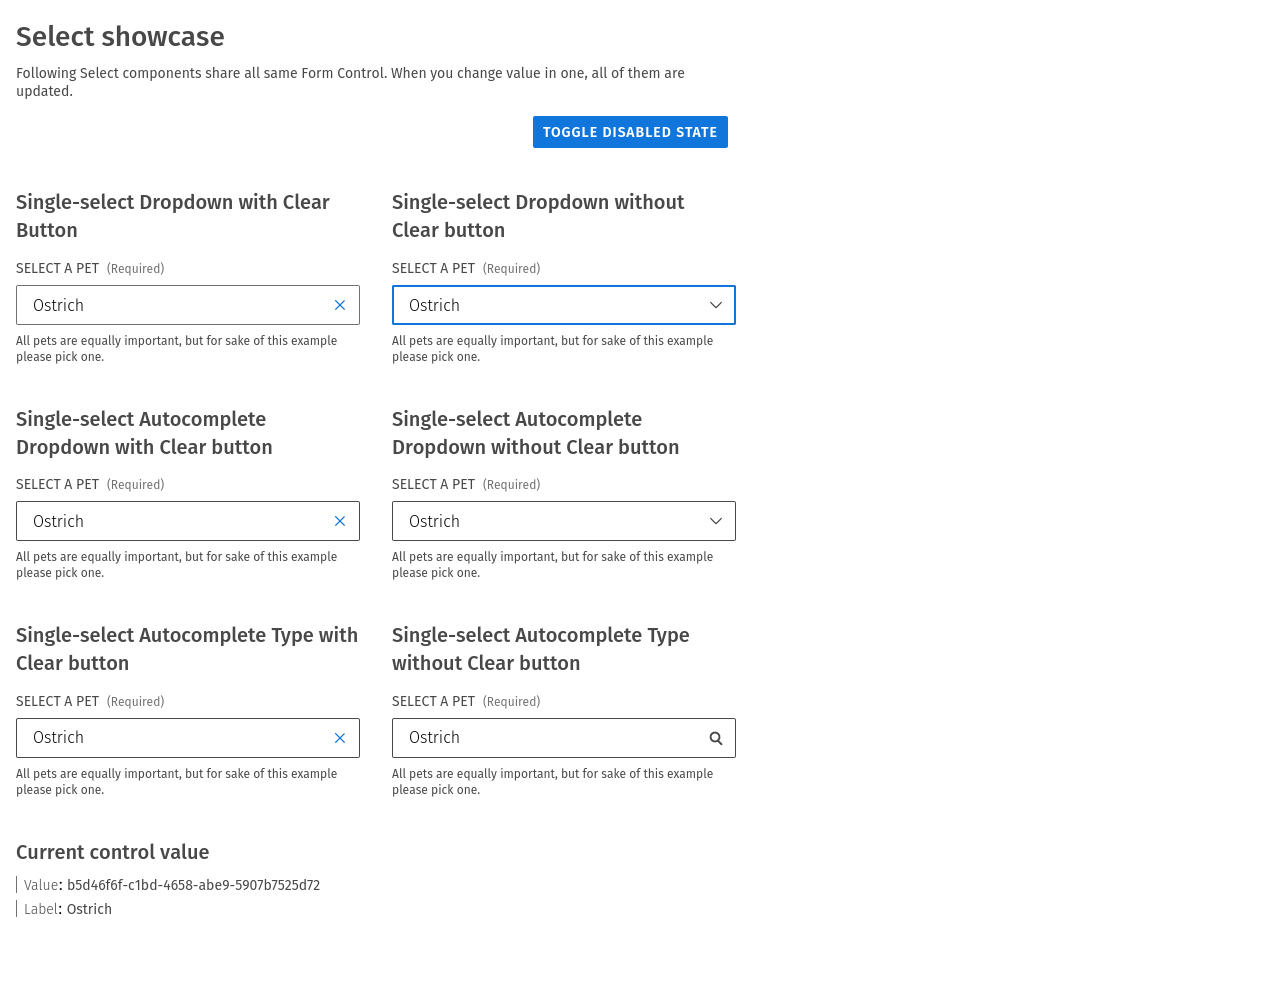 Select showcase
Following Select components share all same Form Control. When you change value in one, all of them are
updated.
TOGGLE DISABLED STATE
Single-select Dropdown with Clear
Button
SELECT A PET (Required)
Ostrich
All pets are equally important, but for sake of this example
please pick one.
Single-select Dropdown without
Clear button
SELECT A PET (Required)
Ostrich
All pets are equally important, but for sake of this example
please pick one.
Single-select Autocomplete
Dropdown with Clear button
SELECT A PET (Required)
Ostrich
All pets are equally important, but for sake of this example
please pick one.
Single-select Autocomplete
Dropdown without Clear button
SELECT A PET (Required)
Ostrich
All pets are equally important, but for sake of this example
please pick one.
Single-select Autocomplete Type with
Clear button
SELECT A PET (Required)
Ostrich
All pets are equally important, but for sake of this example
please pick one.
Single-select Autocomplete Type
without Clear button
SELECT A PET (Required)
Ostrich
All pets are equally important, but for sake of this example
please pick one.
Current control value
Value: b5d46f6f-c1bd-4658-abe9-5907b7525d72
Label: Ostrich